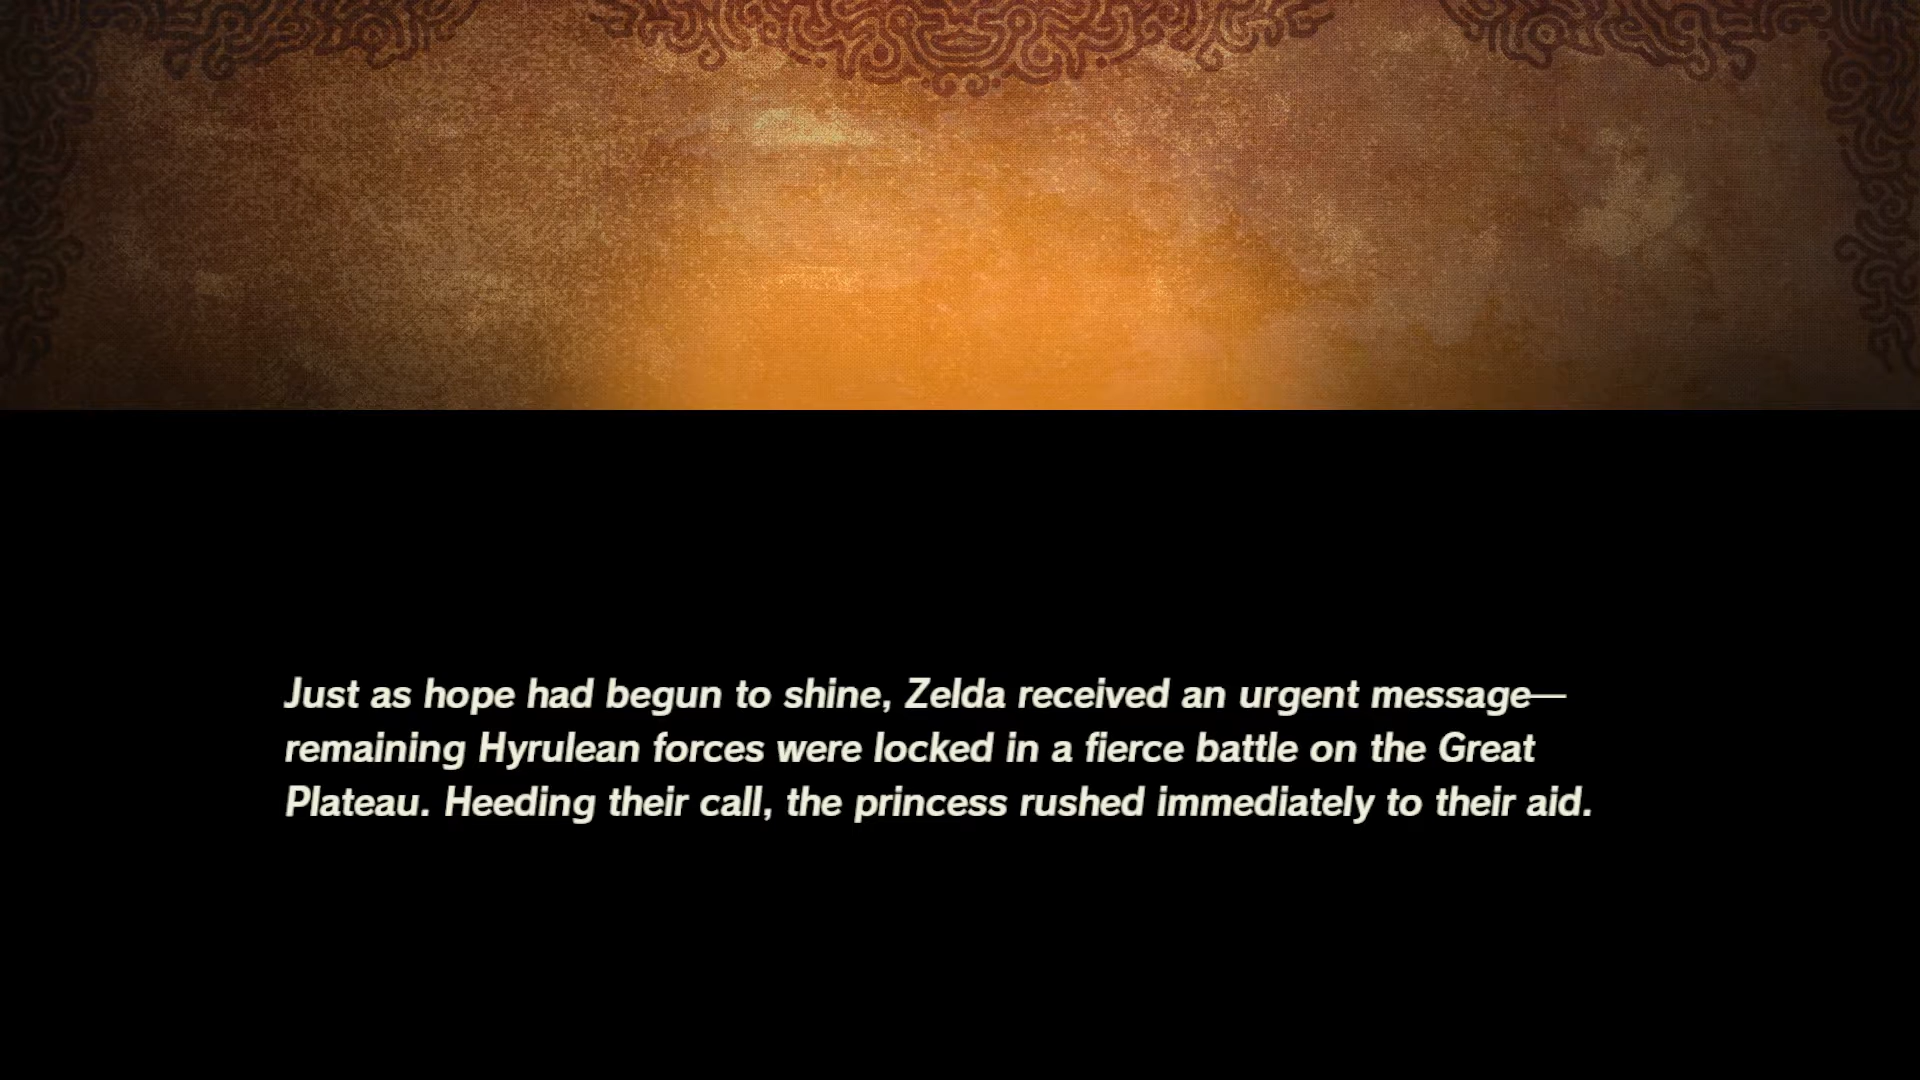 Just as hope had begun to shine, Zelda received an urgent message—
remaining Hyrulean forces were locked in a fierce battle on the Great
Plateau. Heeding their call, the princess rushed immediately to their aid.